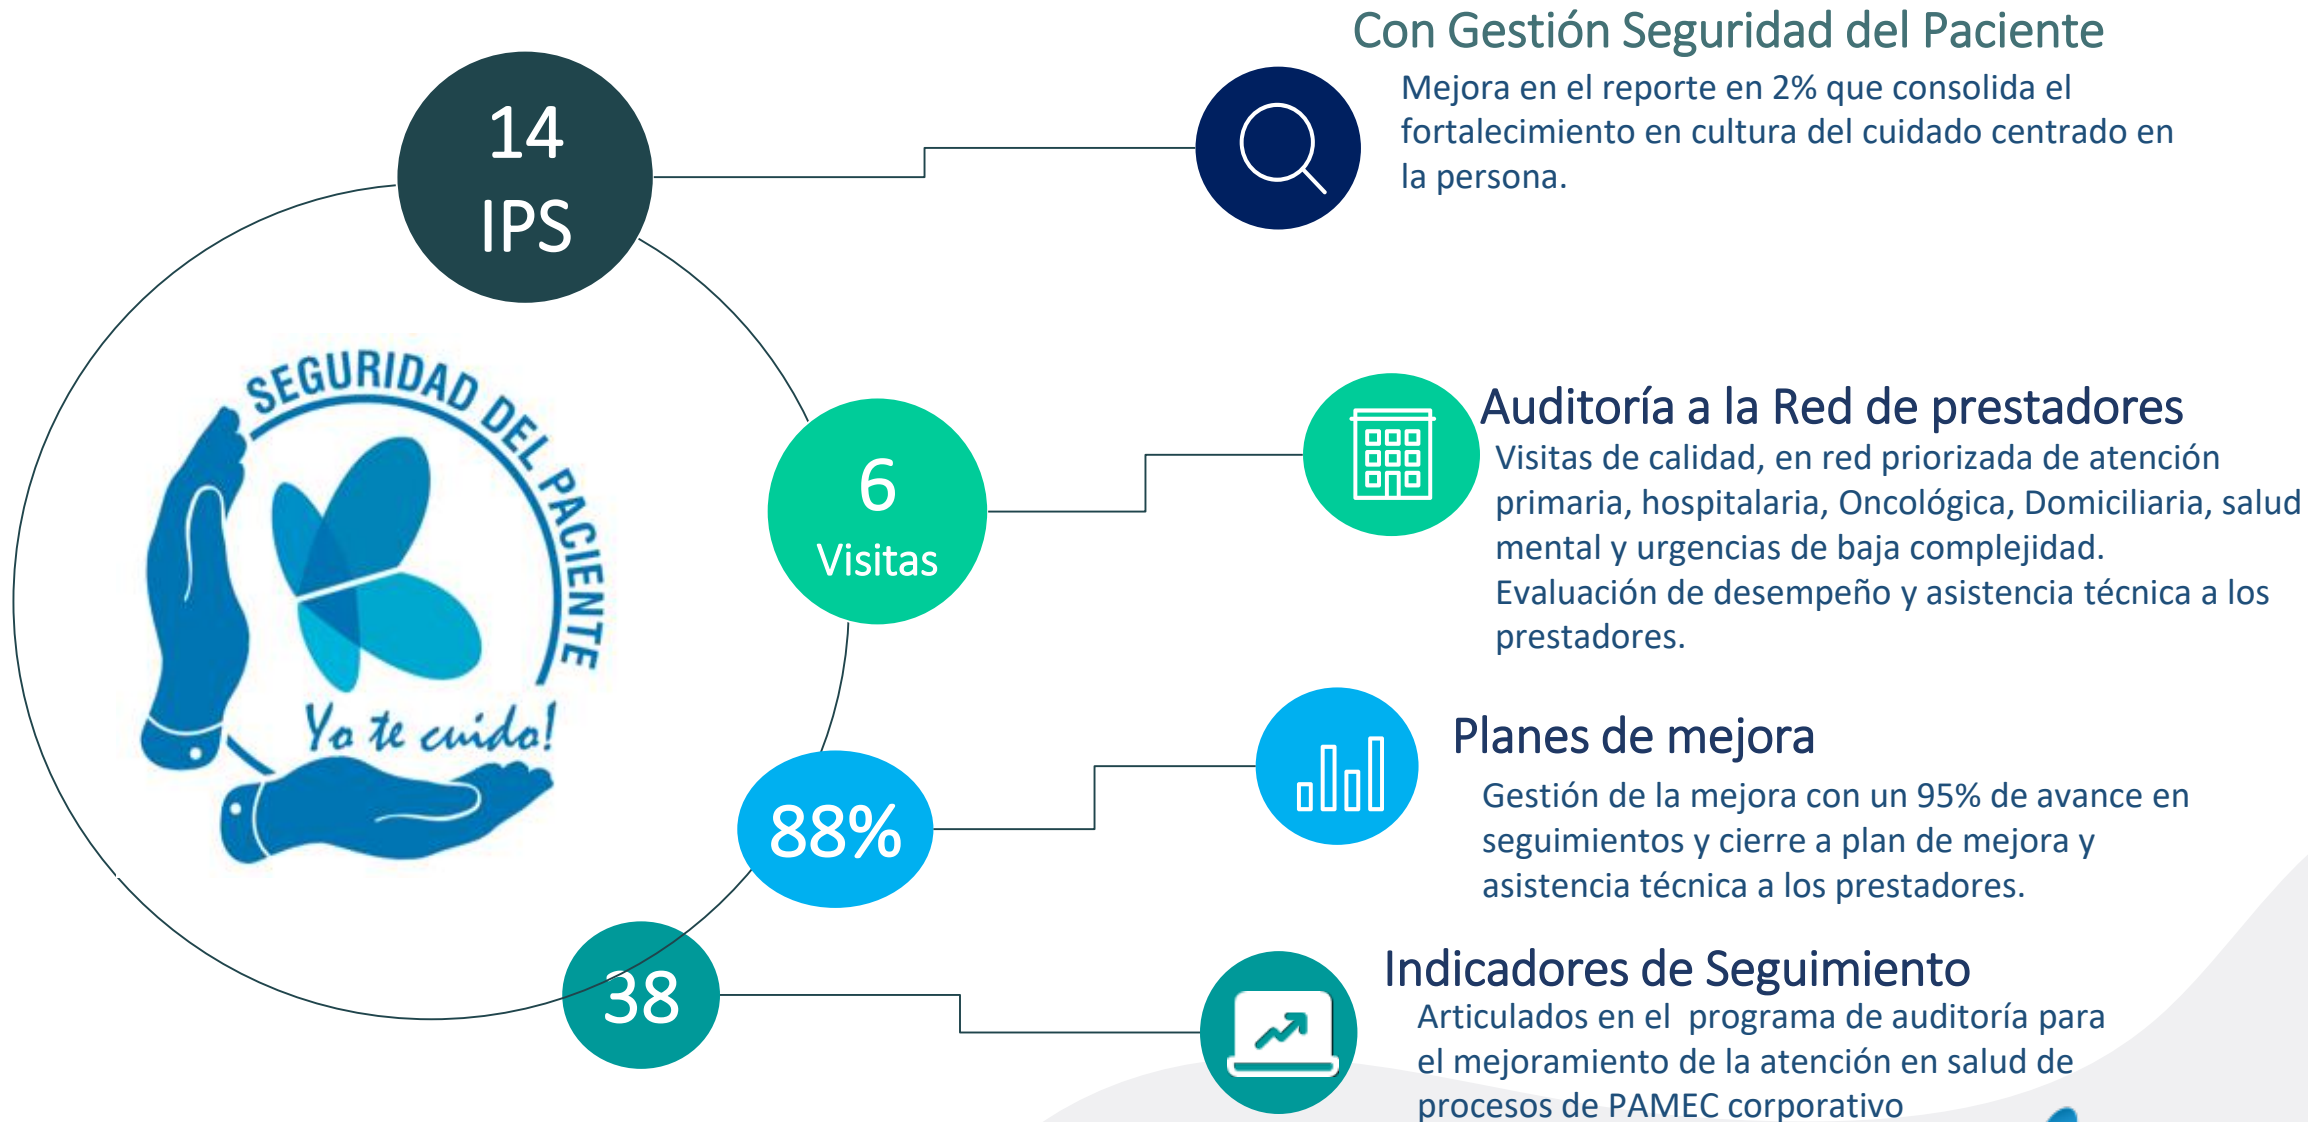 Con Gestión Seguridad del Paciente
14
IPS
Mejora en el reporte en 2% que consolida el
fortalecimiento en cultura del cuidado centrado en
la persona.
SEGURIDAD DEL PACIENTE
Yo te cuido!
6
Visitas
Auditoría a la Red de prestadores
Visitas de calidad, en red priorizada de atención
primaria, hospitalaria, Oncológica, Domiciliaria, salud
mental y urgencias de baja complejidad.
Evaluación de desempeño y asistencia técnica a los
prestadores.
88%
Planes de mejora
Gestión de la mejora con un 95% de avance en
seguimientos y cierre a plan de mejora y
asistencia técnica a los prestadores.
38
Indicadores de Seguimiento
Articulados en el programa de auditoría para
el mejoramiento de la atención en salud de
procesos de PAMEC corporativo